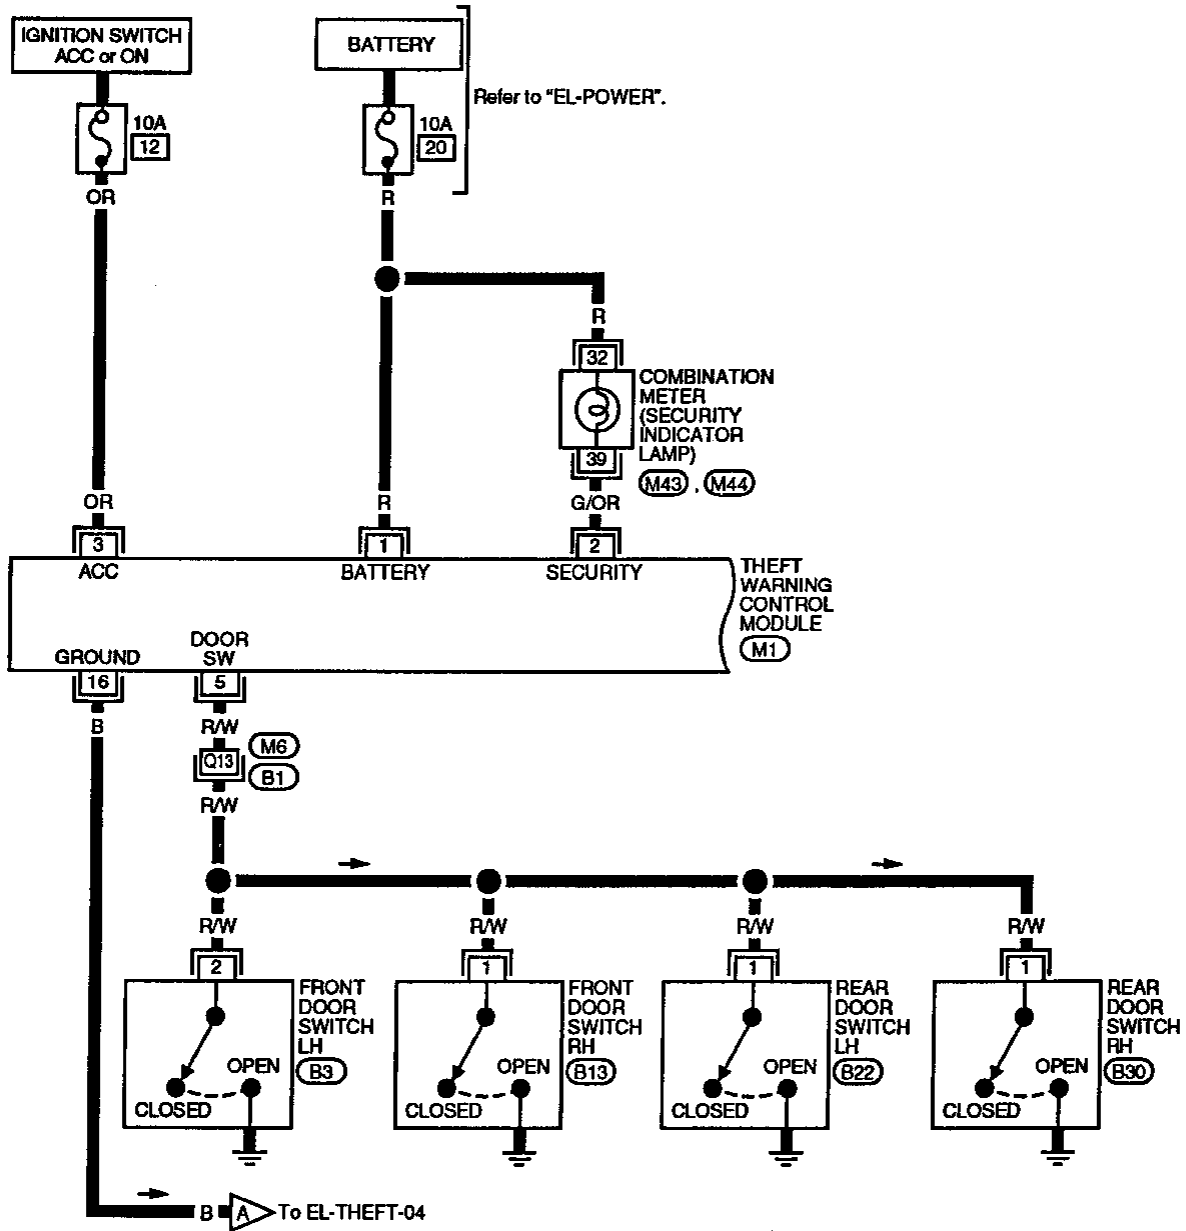 IGNITION SWITCH
ACC or ON
BATTERY
Refer to "EL-POWER".
10A
12
10A
20
OR
R
R
32
COMBINATION
METER
(SECURITY
INDICATOR
LAMP)
39
M43 , M44
OR
R
G/OR
3
1
2
ACC
BATTERY
SECURITY
THEFT
WARNING
CONTROL
MODULE
M1
GROUND
DOOR
SW
16
5
B
R/W
Q13
M6
B1
R/W
R/W
R/W
R/W
R/W
2
1
1
1
FRONT
DOOR
SWITCH
LH
B3
OPEN
CLOSED
FRONT
DOOR
SWITCH
RH
B13
OPEN
CLOSED
REAR
DOOR
SWITCH
LH
B22
OPEN
CLOSED
REAR
DOOR
SWITCH
RH
B30
OPEN
CLOSED
B A To EL-THEFT-04